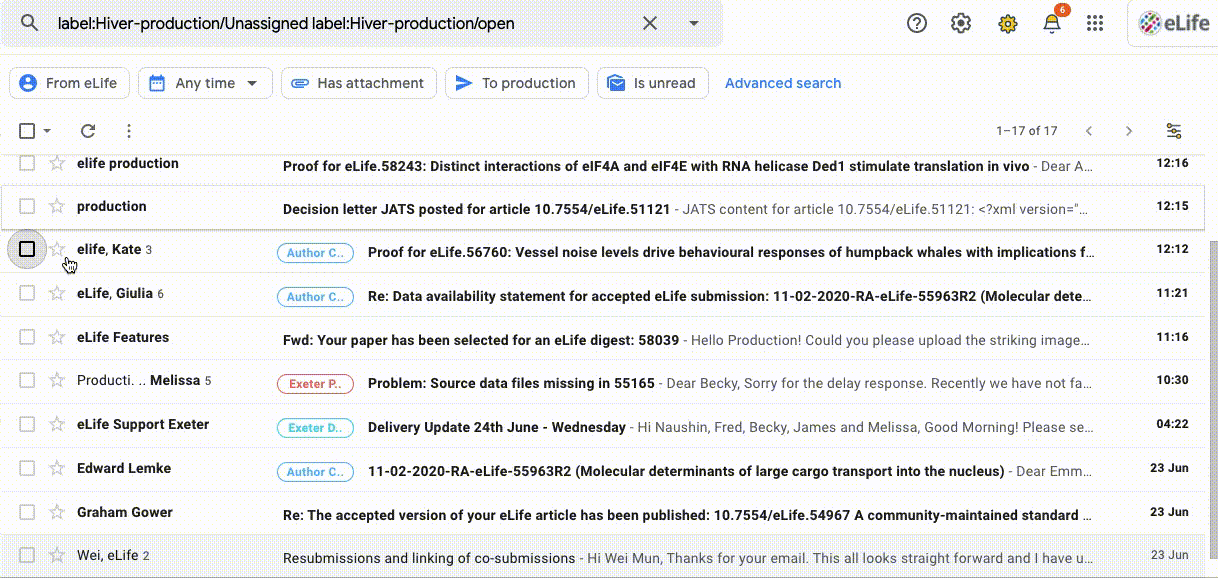 label:Hiver-production/Unassigned label:Hiver-production/open
6
eLife
From eLife Any time Has attachment To production Is unread Advanced search
1–17 of 17
elife production Proof for eLife.58243: Distinct interactions of eIF4A and eIF4E with RNA helicase Ded1 stimulate translation in vivo - Dear A... 12:16
production Decision letter JATS posted for article 10.7554/eLife.51121 - JATS content for article 10.7554/eLife.51121: <?xml version="... 12:15
elife, Kate 3 Author C.. Proof for eLife.56760: Vessel noise levels drive behavioural responses of humpback whales with implications f... 12:12
eLife, Giulia 6 Author C.. Re: Data availability statement for accepted eLife submission: 11-02-2020-RA-eLife-55963R2 (Molecular dete... 11:21
eLife Features Fwd: Your paper has been selected for an eLife digest: 58039 - Hello Production! Could you please upload the striking image... 11:16
Producti. .. Melissa 5 Exeter P.. Problem: Source data files missing in 55165 - Dear Becky, Sorry for the delay response. Recently we have not fa... 10:30
eLife Support Exeter Exeter D.. Delivery Update 24th June - Wednesday - Hi Naushin, Fred, Becky, James and Melissa, Good Morning! Please se... 04:22
Edward Lemke Author C.. 11-02-2020-RA-eLife-55963R2 (Molecular determinants of large cargo transport into the nucleus) - Dear Emm... 23 Jun
Graham Gower Re: The accepted version of your eLife article has been published: 10.7554/eLife.54967 A community-maintained standard ... 23 Jun
Wei, eLife 2 Resubmissions and linking of co-submissions - Hi Wei Mun, Thanks for your email. This all looks straight forward and I have u... 23 Jun